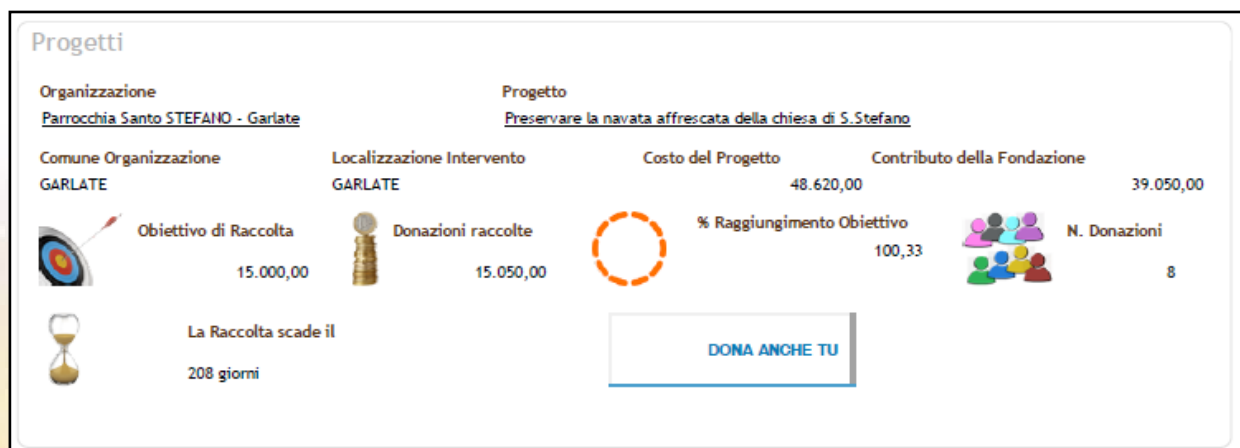 Progetti
Organizzazione Progetto
Parrocchia Santo STEFANO - Garlate Preservare la navata affrescata della chiesa di S.Stefano
Comune Organizzazione Localizzazione Intervento Costo del Progetto Contributo della Fondazione
GARLATE GARLATE 48.620,00 39.050,00
Obiettivo di Raccolta Donazioni raccolte % Raggiungimento Obiettivo N. Donazioni
15.000,00 15.050,00 100,33 8
La Raccolta scade il
DONA ANCHE TU
208 giorni